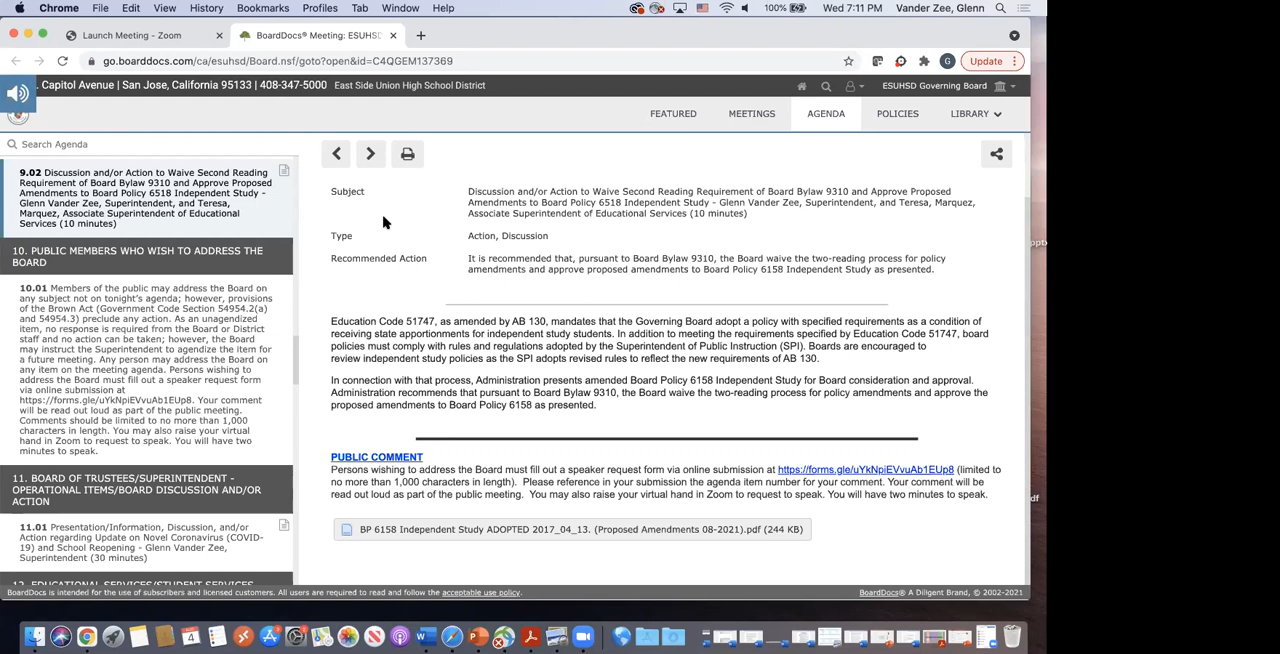 Chrome File Edit View History Bookmarks Profiles Tab Window Help 100% Wed 7:11 PM Vander Zee, Glenn
Launch Meeting - Zoom BoardDocs® Meeting: ESUHSD
go.boarddocs.com/ca/esuhsd/Board.nsf/goto?open&id=C4QGEM137369 G Update
Capitol Avenue | San Jose, California 95133 | 408-347-5000 East Side Union High School District ESUHSD Governing Board
FEATURED MEETINGS AGENDA POLICIES LIBRARY
Search Agenda
9.02 Discussion and/or Action to Waive Second Reading
Requirement of Board Bylaw 9310 and Approve Proposed
Amendments to Board Policy 6518 Independent Study -
Glenn Vander Zee, Superintendent, and Teresa,
Marquez, Associate Superintendent of Educational
Services (10 minutes)
10. PUBLIC MEMBERS WHO WISH TO ADDRESS THE
BOARD
10.01 Members of the public may address the Board on
any subject not on tonight's agenda; however, provisions
of the Brown Act (Government Code Section 54954.2(a)
and 54954.3) preclude any action. As an unagendized
item, no response is required from the Board or District
staff and no action can be taken; however, the Board
may instruct the Superintendent to agendize the item for
a future meeting. Any person may address the Board on
any item on the meeting agenda. Persons wishing to
address the Board must fill out a speaker request form
via online submission at
https://forms.gle/uYkNpiEVvuAb1EUp8. Your comment
will be read out loud as part of the public meeting.
Comments should be limited to no more than 1,000
characters in length. You may also raise your virtual
hand in Zoom to request to speak. You will have two
minutes to speak.
11. BOARD OF TRUSTEES/SUPERINTENDENT -
OPERATIONAL ITEMS/BOARD DISCUSSION AND/OR
ACTION
11.01 Presentation/Information, Discussion, and/or
Action regarding Update on Novel Coronavirus (COVID-
19) and School Reopening - Glenn Vander Zee,
Superintendent (30 minutes)
12. EDUCATIONAL SERVICES/STUDENT SERVICES
Subject Discussion and/or Action to Waive Second Reading Requirement of Board Bylaw 9310 and Approve Proposed
Amendments to Board Policy 6518 Independent Study - Glenn Vander Zee, Superintendent, and Teresa, Marquez,
Associate Superintendent of Educational Services (10 minutes)
Type Action, Discussion
Recommended Action It is recommended that, pursuant to Board Bylaw 9310, the Board waive the two-reading process for policy
amendments and approve proposed amendments to Board Policy 6158 Independent Study as presented.
Education Code 51747, as amended by AB 130, mandates that the Governing Board adopt a policy with specified requirements as a condition of
receiving state apportionments for independent study students. In addition to meeting the requirements specified by Education Code 51747, board
policies must comply with rules and regulations adopted by the Superintendent of Public Instruction (SPI). Boards are encouraged to
review independent study policies as the SPI adopts revised rules to reflect the new requirements of AB 130.
In connection with that process, Administration presents amended Board Policy 6158 Independent Study for Board consideration and approval.
Administration recommends that pursuant to Board Bylaw 9310, the Board waive the two-reading process for policy amendments and approve the
proposed amendments to Board Policy 6158 as presented.
PUBLIC COMMENT
Persons wishing to address the Board must fill out a speaker request form via online submission at https://forms.gle/uYkNpiEVvuAb1EUp8 (limited to
no more than 1,000 characters in length). Please reference in your submission the agenda item number for your comment. Your comment will be
read out loud as part of the public meeting. You may also raise your virtual hand in Zoom to request to speak. You will have two minutes to speak.
BP 6158 Independent Study ADOPTED 2017_04_13. (Proposed Amendments 08-2021).pdf (244 KB)
BoardDocs is intended for the use of subscribers and licensed customers. All users are required to read and follow the acceptable use policy. BoardDocs® A Diligent Brand, © 2002-2021